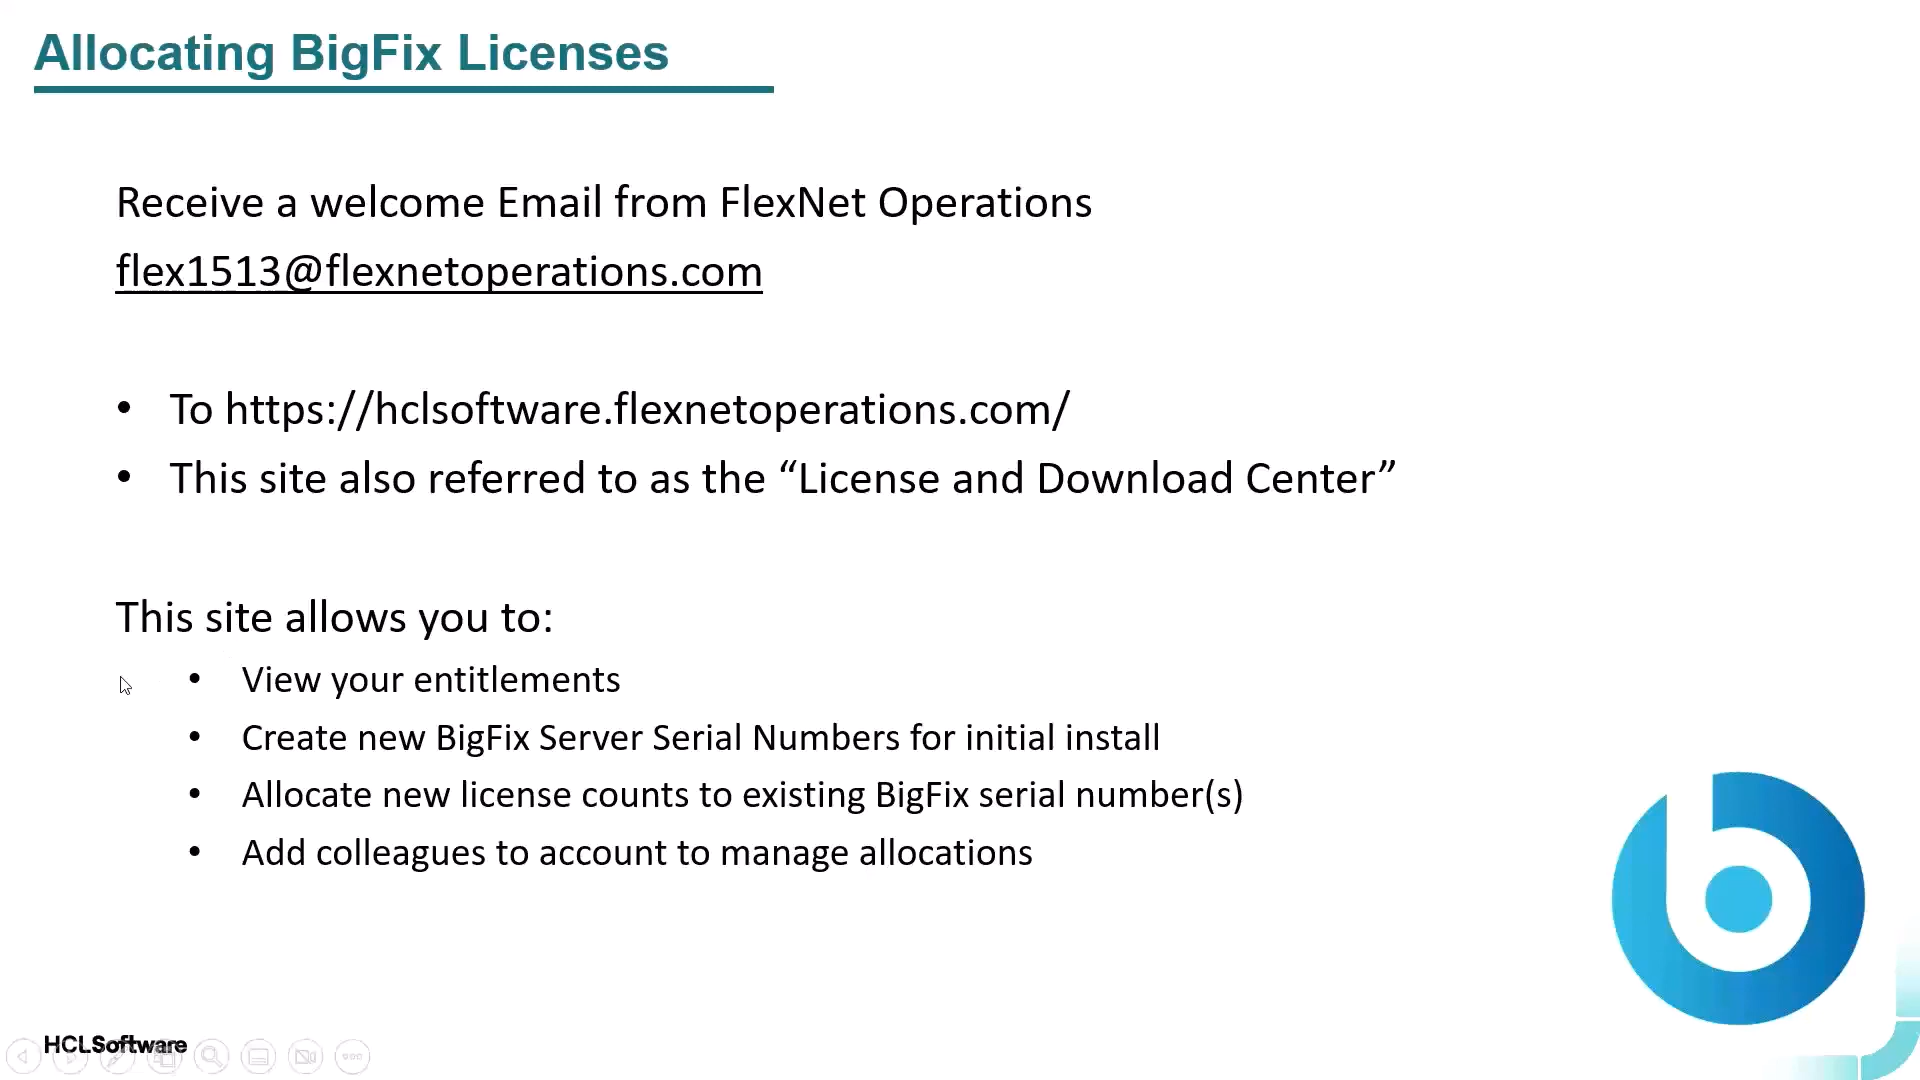 Allocating BigFix Licenses
Receive a welcome Email from FlexNet Operations
flex1513@flexnetoperations.com
• To https://hclsoftware.flexnetoperations.com/
• This site also referred to as the “License and Download Center”
This site allows you to:
• View your entitlements
• Create new BigFix Server Serial Numbers for initial install
• Allocate new license counts to existing BigFix serial number(s)
• Add colleagues to account to manage allocations
HCLSoftware